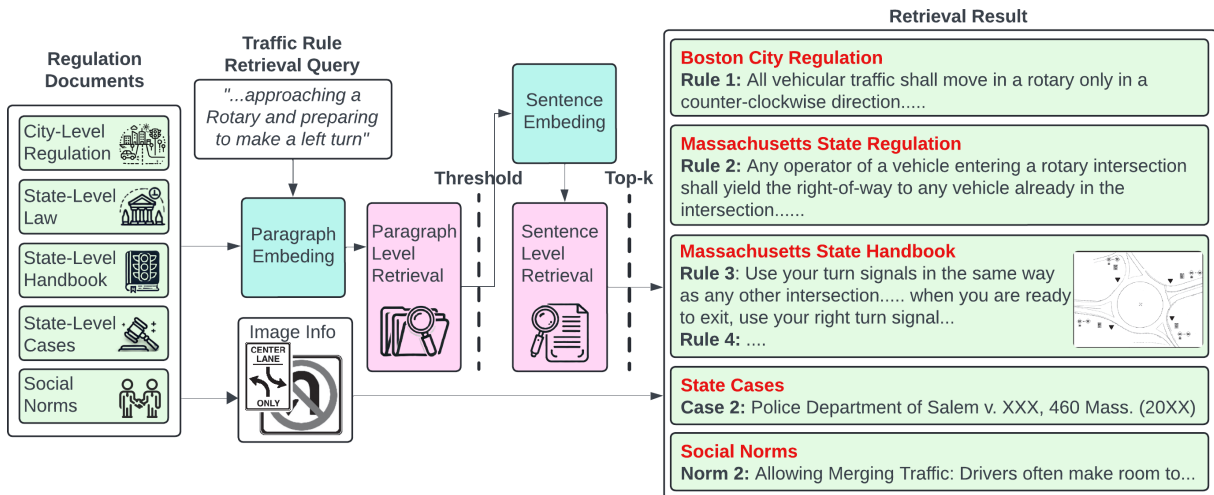 Regulation
Documents
City-Level
Regulation
State-Level
Law
State-Level
Handbook
State-Level
Cases
Social
Norms
Traffic Rule
Retrieval Query
"...approaching a
Rotary and preparing
to make a left turn"
Paragraph
Embeding
Image Info
CENTER
LANE
ONLY
Paragraph
Level
Retrieval
Threshold
Sentence
Embeding
Sentence
Level
Retrieval
Top-k
Retrieval Result
Boston City Regulation
Rule 1: All vehicular traffic shall move in a rotary only in a
counter-clockwise direction.....
Massachusetts State Regulation
Rule 2: Any operator of a vehicle entering a rotary intersection
shall yield the right-of-way to any vehicle already in the
intersection......
Massachusetts State Handbook
Rule 3: Use your turn signals in the same way
as any other intersection..... when you are ready
to exit, use your right turn signal...
Rule 4: ....
State Cases
Case 2: Police Department of Salem v. XXX, 460 Mass. (20XX)
Social Norms
Norm 2: Allowing Merging Traffic: Drivers often make room to...